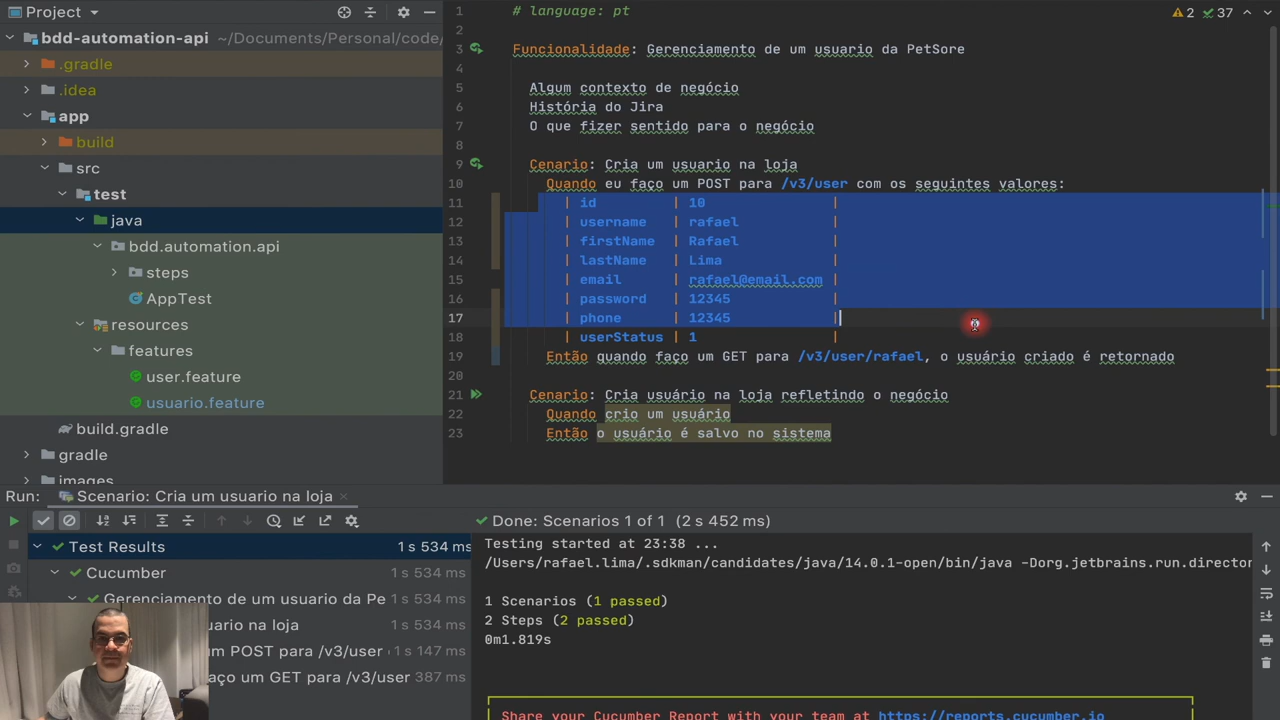 Project
bdd-automation-api ~/Documents/Personal/code/
.gradle
.idea
app
build
src
test
java
bdd.automation.api
steps
AppTest
resources
features
user.feature
usuario.feature
build.gradle
gradle
images
2 37
1 # language: pt
2
3 Funcionalidade: Gerenciamento de um usuario da PetSore
4
5 Algum contexto de negócio
6 História do Jira
7 O que fizer sentido para o negócio
8
9 Cenario: Cria um usuario na loja
10 Quando eu faço um POST para /v3/user com os seguintes valores:
11 | id | 10 |
12 | username | rafael |
13 | firstName | Rafael |
14 | lastName | Lima |
15 | email | rafael@email.com |
16 | password | 12345 |
17 | phone | 12345 |
18 | userStatus | 1 |
19 Então quando faço um GET para /v3/user/rafael, o usuário criado é retornado
20
21 Cenario: Cria usuário na loja refletindo o negócio
22 Quando crio um usuário
23 Então o usuário é salvo no sistema
Run: Scenario: Cria um usuario na loja
Done: Scenarios 1 of 1 (2 s 452 ms)
Test Results 1 s 534 ms
Cucumber 1 s 534 ms
Gerenciamento de um usuario da Pe 1 s 534 ms
uario na loja 1 s 534 ms
um POST para /v3/user 1 s 147 ms
aço um GET para /v3/user 387 ms
Testing started at 23:38 ...
/Users/rafael.lima/.sdkman/candidates/java/14.0.1-open/bin/java -Dorg.jetbrains.run.director
1 Scenarios (1 passed)
2 Steps (2 passed)
0m1.819s
Share your Cucumber Report with your team at https://reports.cucumber.io